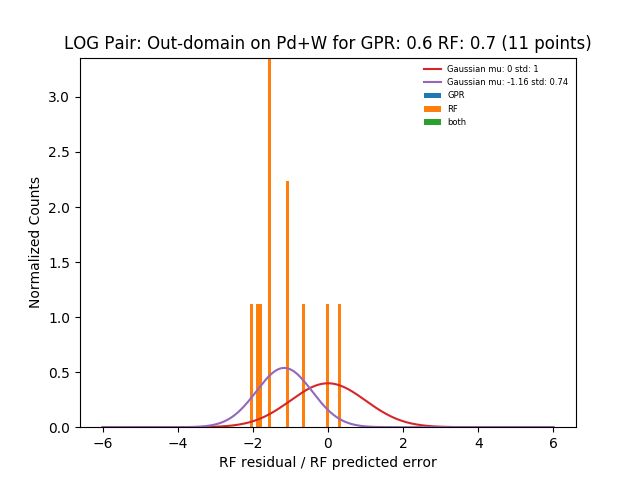 LOG Pair: Out-domain on Pd+W for GPR: 0.6 RF: 0.7 (11 points)
Gaussian mu: 0 std: 1
Gaussian mu: -1.16 std: 0.74
GPR
RF
both
Normalized Counts
3.0
2.5
2.0
1.5
1.0
0.5
0.0
−6 −4 −2 0 2 4 6
RF residual / RF predicted error